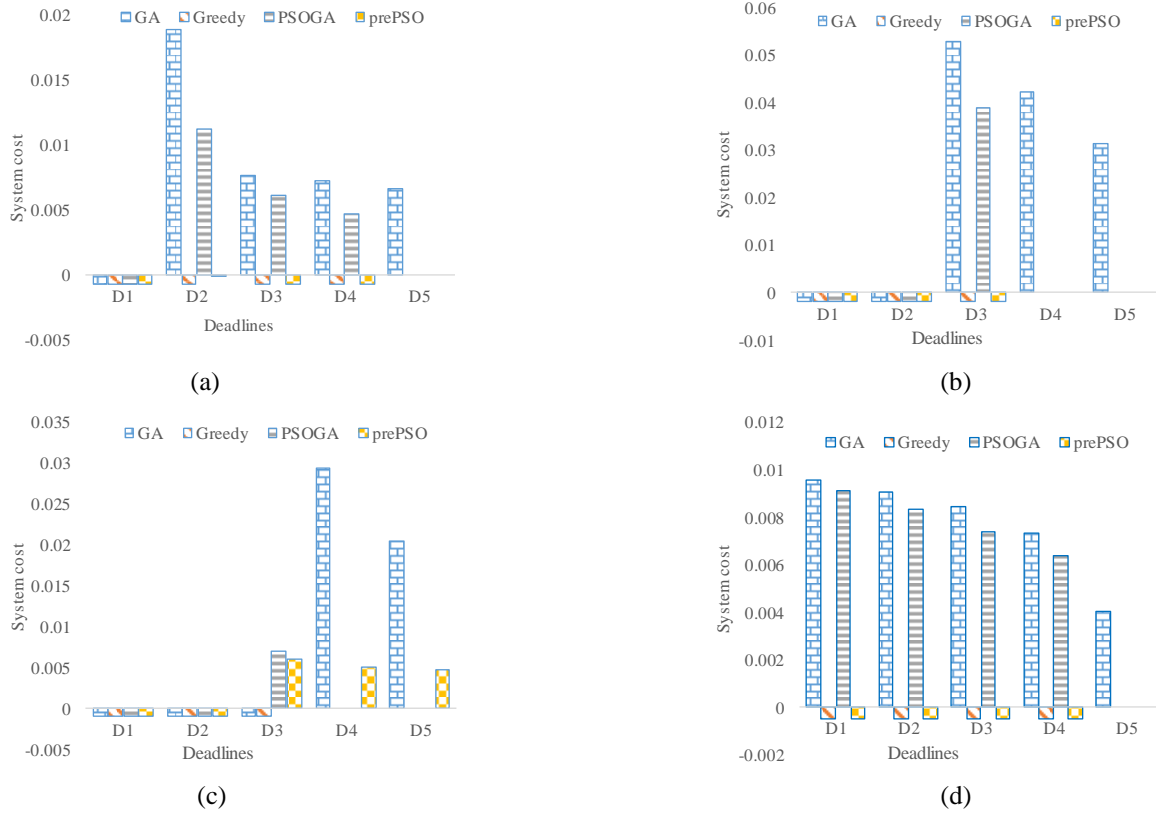 0.02
GA Greedy PSOGA prePSO
0.015
0.01
0.005
0
-0.005
System cost
D1 D2 D3 D4 D5
Deadlines
(a)
0.06
GA Greedy PSOGA prePSO
0.05
0.04
0.03
0.02
0.01
0
-0.01
System cost
D1 D2 D3 D4 D5
Deadlines
(b)
0.035
GA Greedy PSOGA prePSO
0.03
0.025
0.02
0.015
0.01
0.005
0
-0.005
System cost
D1 D2 D3 D4 D5
Deadlines
(c)
0.012
GA Greedy PSOGA prePSO
0.01
0.008
0.006
0.004
0.002
0
-0.002
System cost
D1 D2 D3 D4 D5
Deadlines
(d)